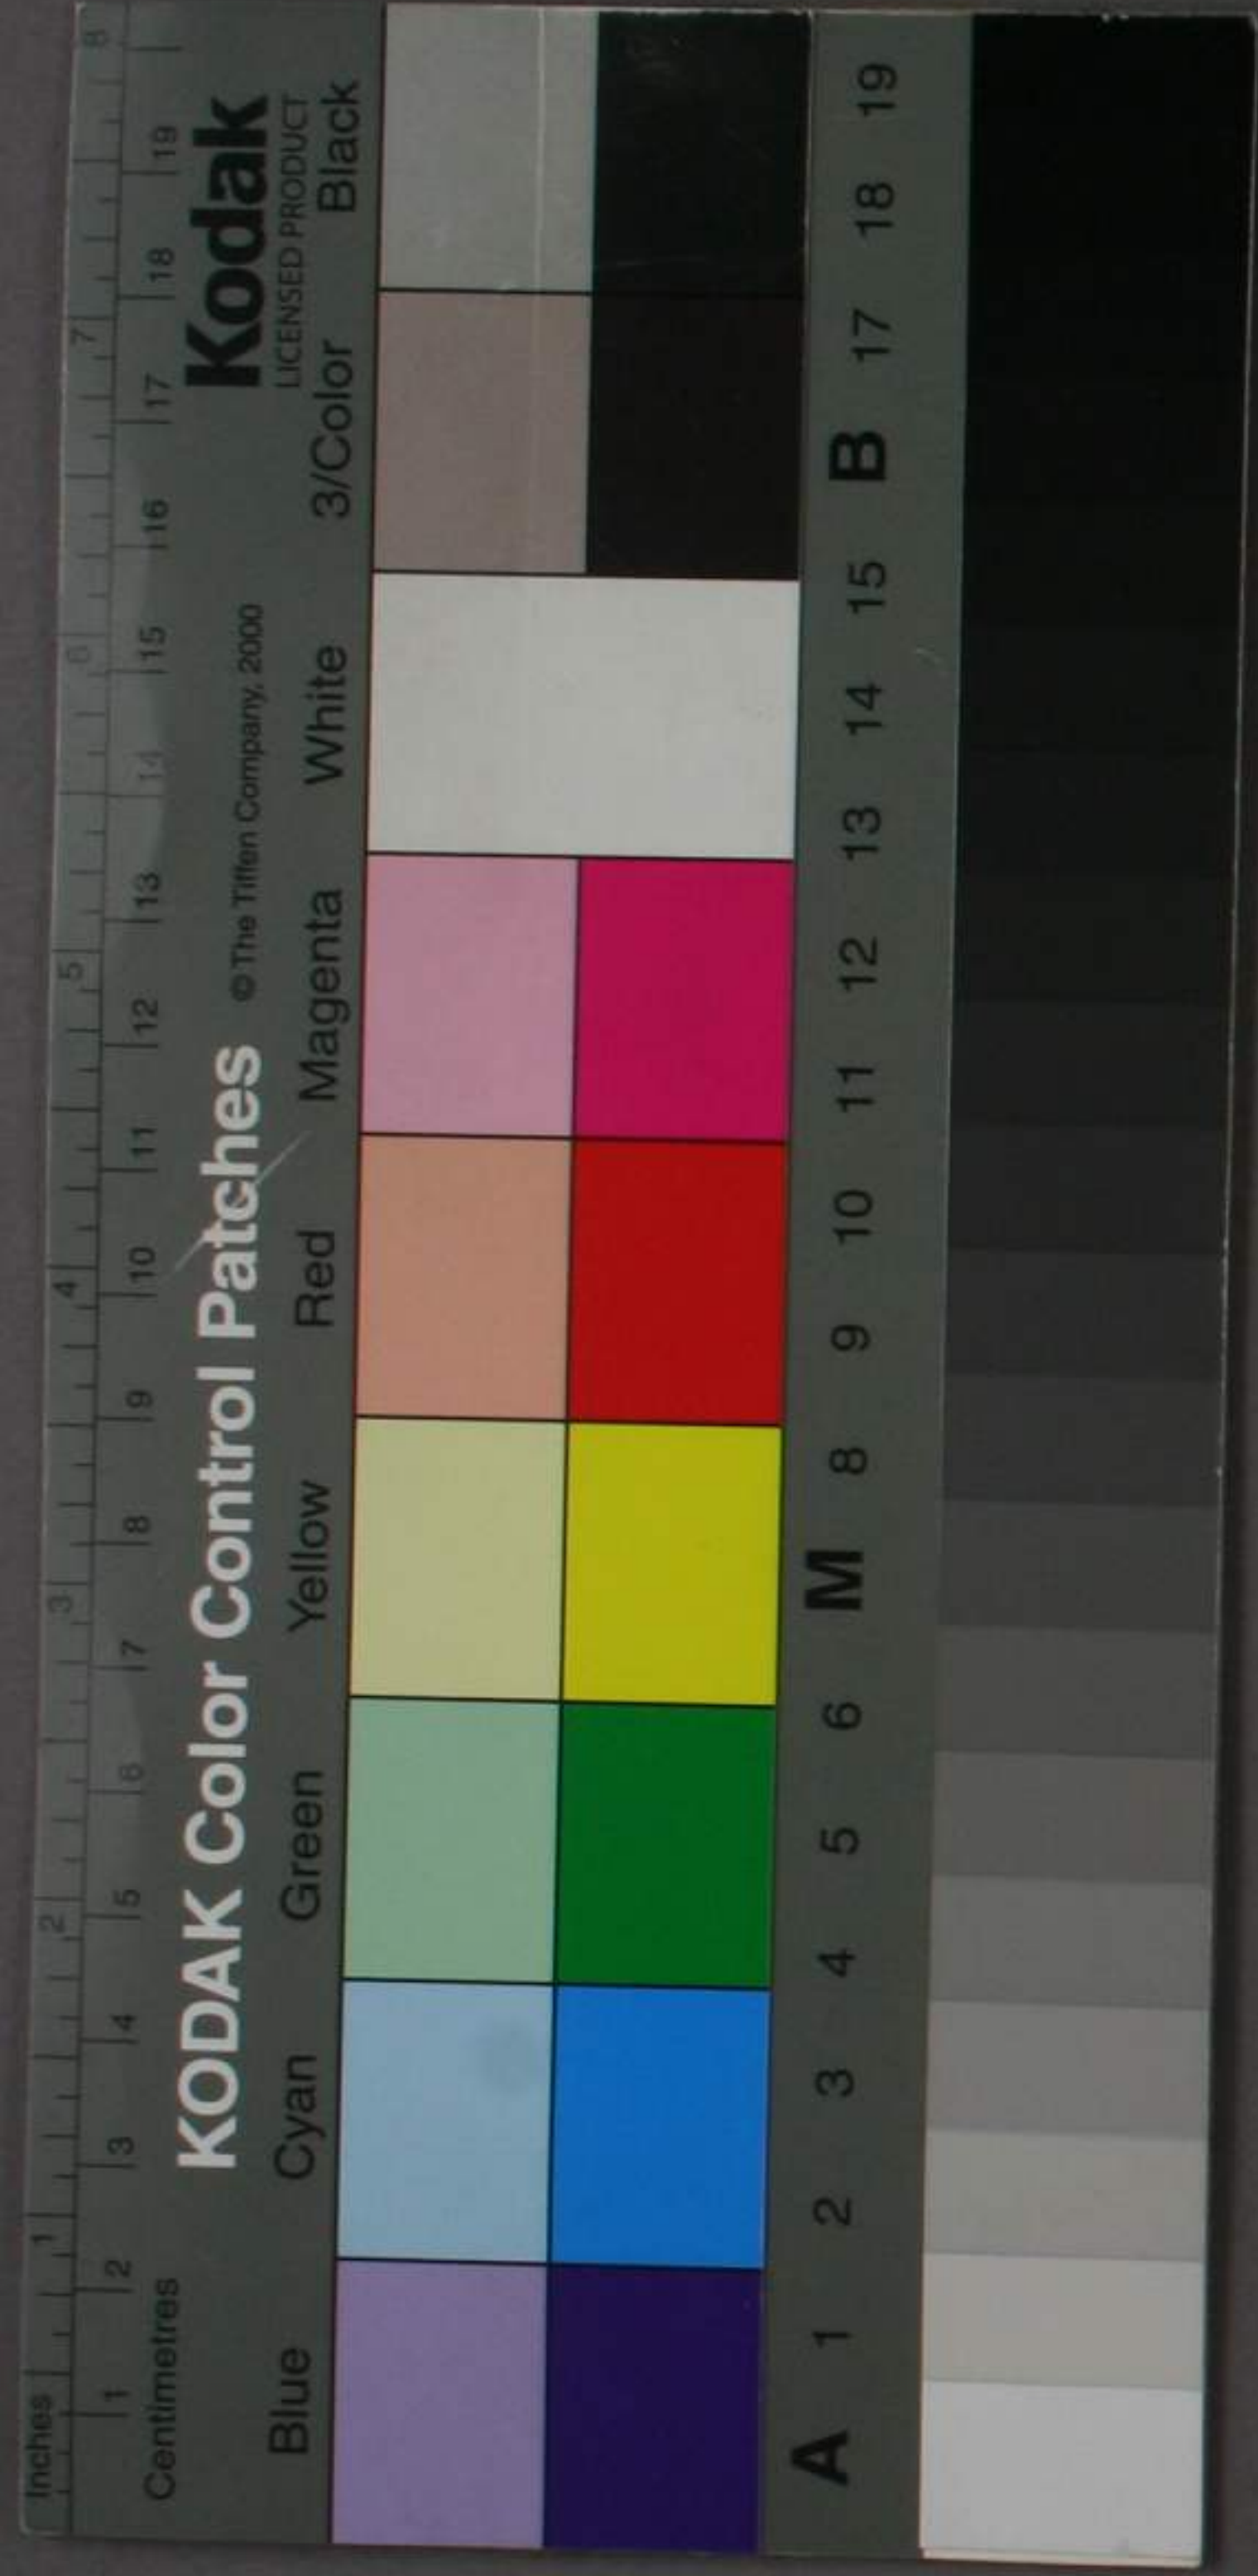 Inches 1 2 3 4 5 6 7 8
Centimetres 1 2 3 4 5 6 7 8 9 10 11 12 13 14 15 16 17 18 19
KODAK Color Control Patches © The Tiffen Company, 2000 Kodak
LICENSED PRODUCT
Blue Cyan Green Yellow Red Magenta White 3/Color Black
A 1 2 3 4 5 6 M 8 9 10 11 12 13 14 15 B 17 18 19